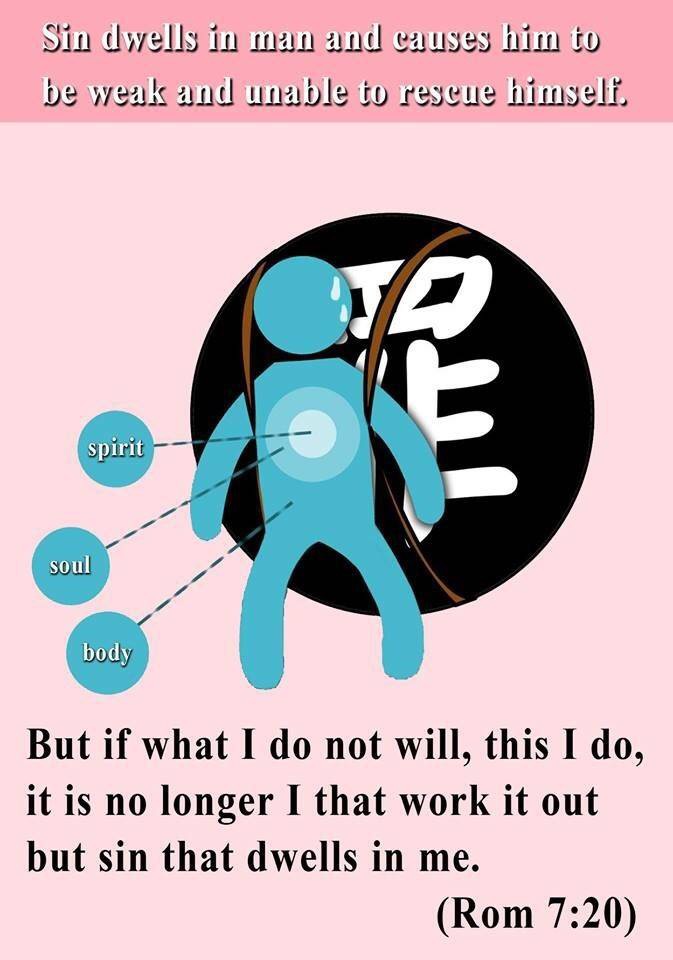 Sin dwells in man and causes him to
be weak and unable to rescue himself.
spirit
soul
body
But if what I do not will, this I do,
it is no longer I that work it out
but sin that dwells in me.
(Rom 7:20)